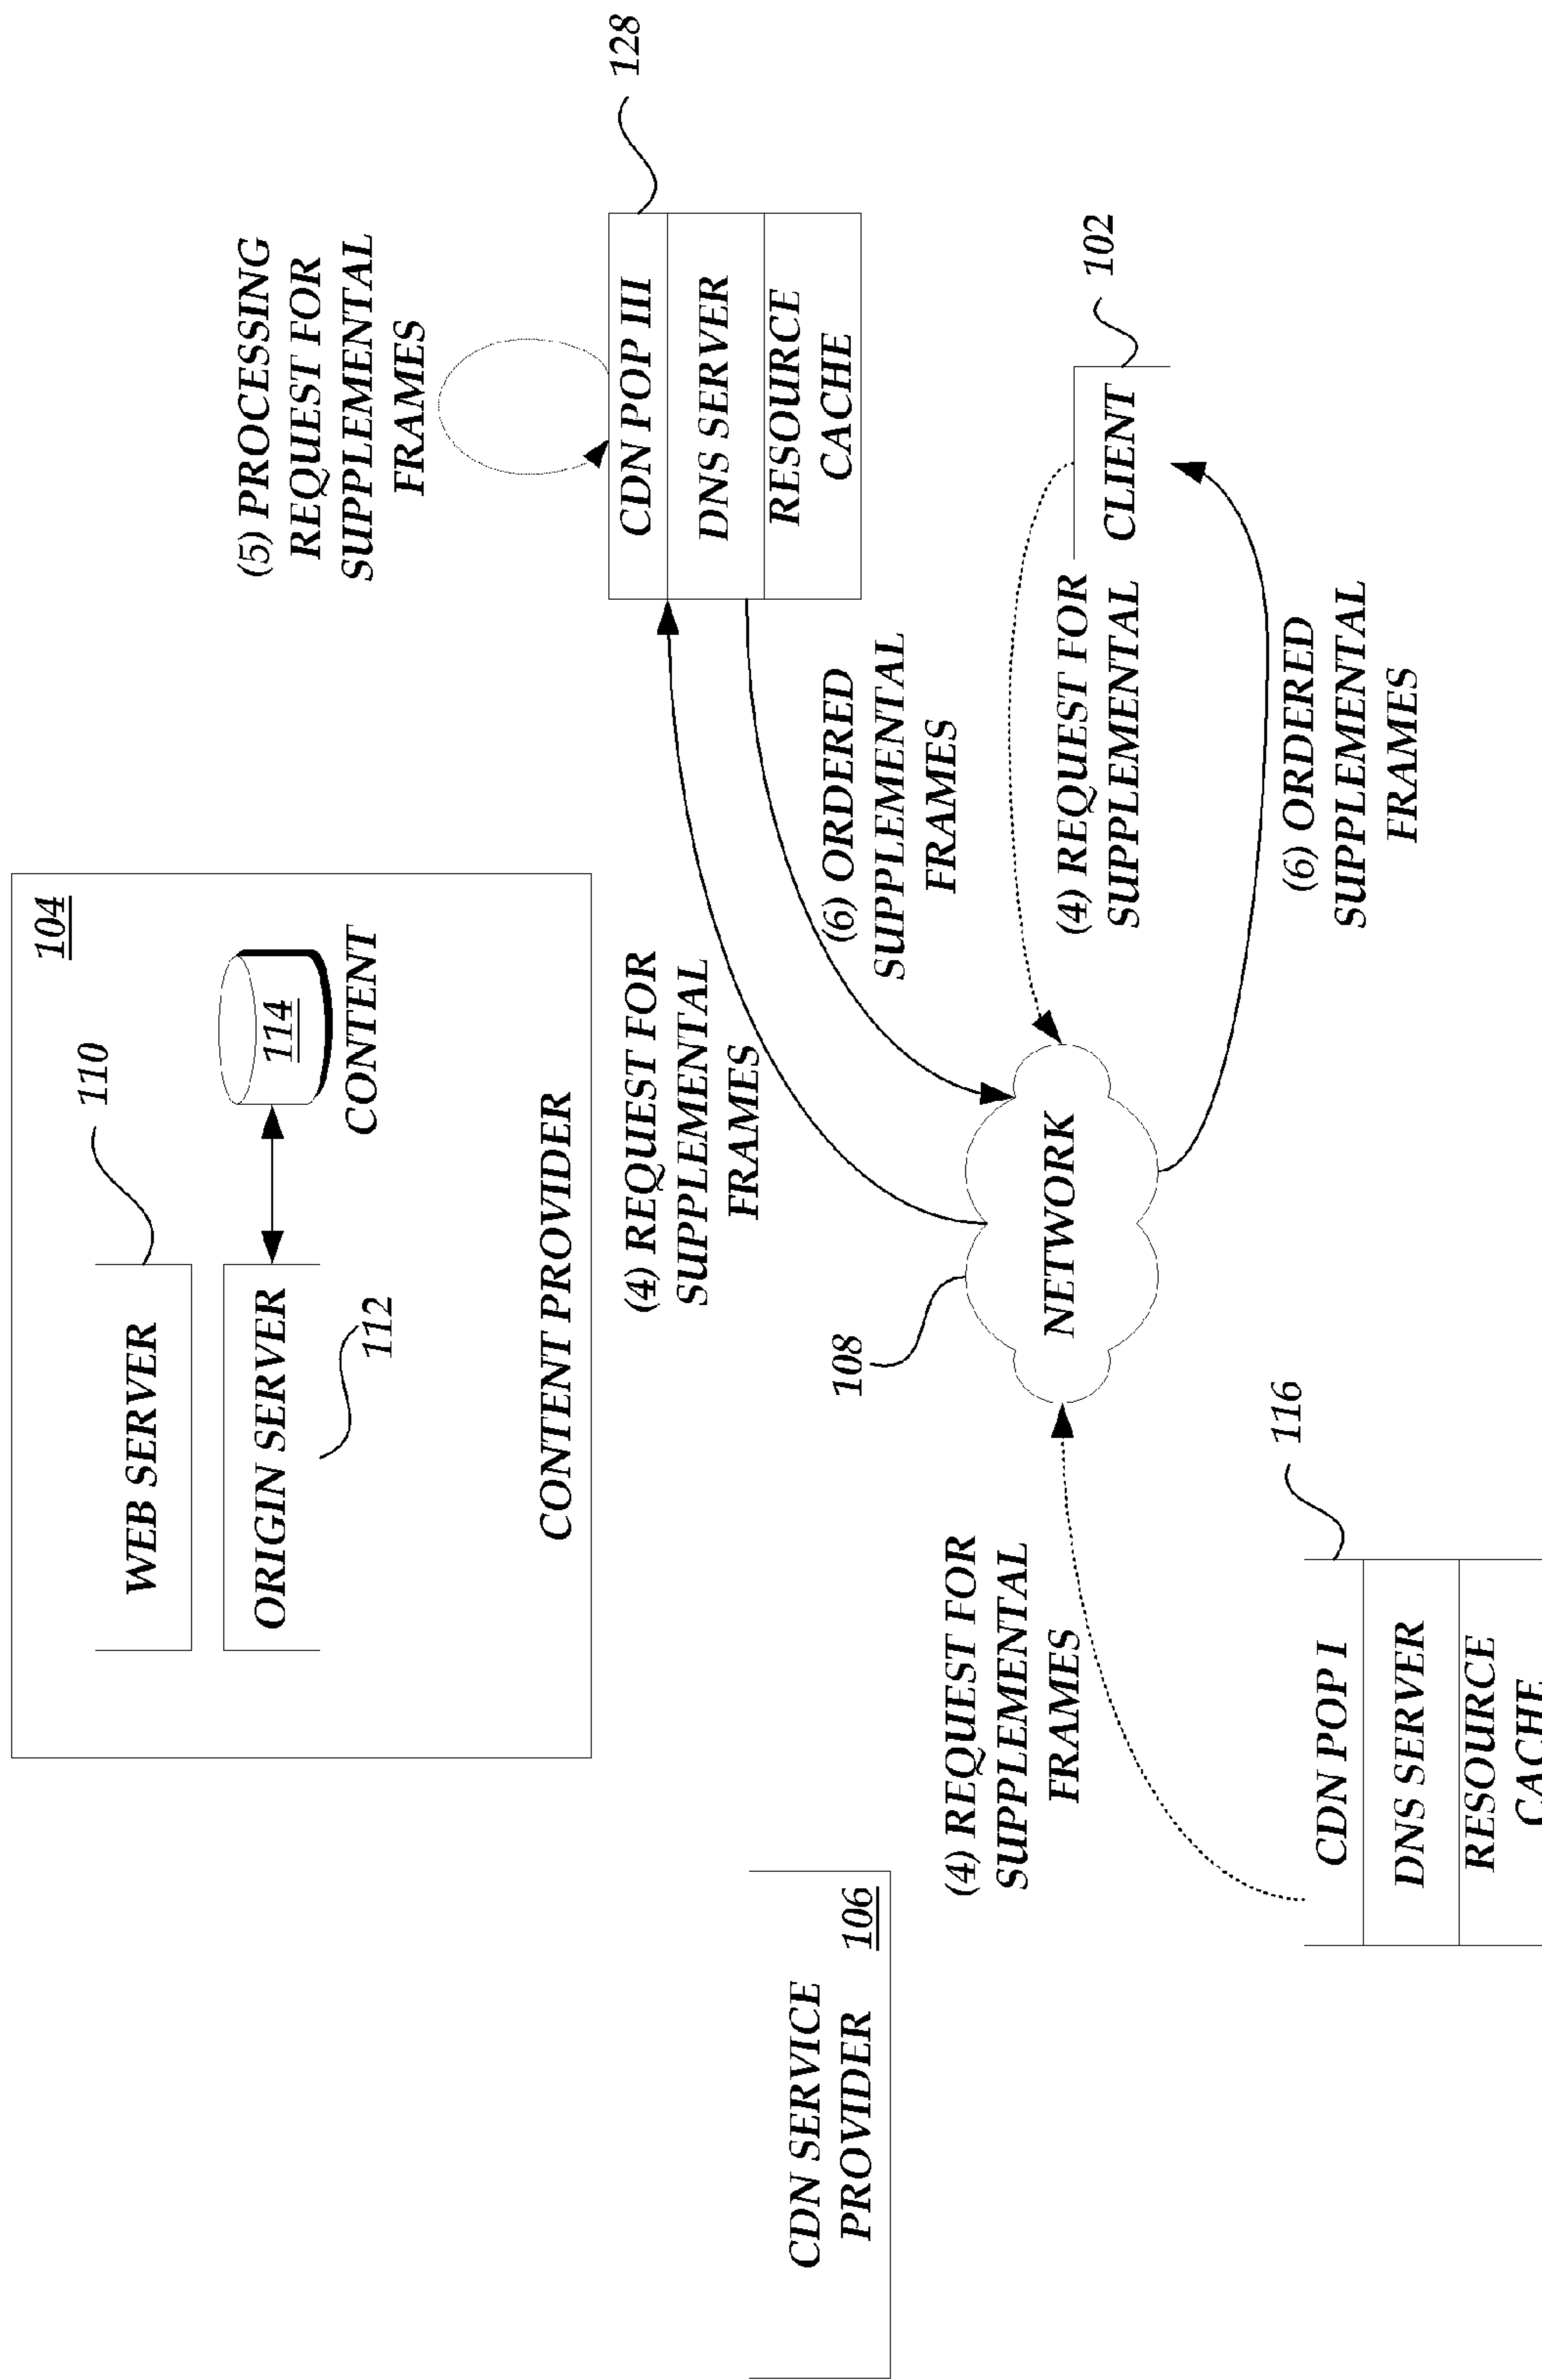 104
110
WEB SERVER
ORIGIN SERVER
112
114
CONTENT
CONTENT PROVIDER
(5) PROCESSING
REQUEST FOR
SUPPLEMENTAL
FRAMES
128
CDN POP III
DNS SERVER
RESOURCE
CACHE
(4) REQUEST FOR
SUPPLEMENTAL
FRAMES
(6) ORDERED
SUPPLEMENTAL
FRAMES
CDN SERVICE
PROVIDER
106
108
NETWORK
102
CLIENT
(4) REQUEST FOR
SUPPLEMENTAL
(4) REQUEST FOR
SUPPLEMENTAL
FRAMES
(6) ORDERED
SUPPLEMENTAL
FRAMES
116
CDN POP I
DNS SERVER
RESOURCE
CACHE